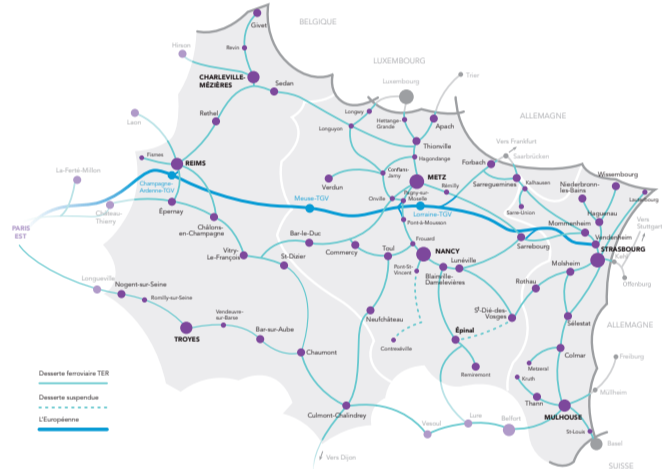 Givet
BELGIQUE
Hirson
Revin
CHARLEVILLE-
MÉZIÈRES
Sedan
LUXEMBOURG
Luxembourg
Trier
Laon
Rethel
Longwy
Longuyon
Hettange-
Grande
Apach
ALLEMAGNE
Thionville
Vers Frankfurt
Saarbrücken
Fismes
REIMS
Hagondange
Conflans-
Jarny
Forbach
METZ
La-Ferté-Milon
Champagne-
Ardenne-TGV
Verdun
Onville
Pagny-sur-
Moselle
Rémilly
Sarreguemines
Kalhausen
Niederbronn-
les-Bains
Wissembourg
Lauterbourg
Château-
Thierry
Épernay
Meuse-TGV
Lorraine-TGV
Sarre-Union
Haguenau
Mommenheim
Vers
Stuttgart
PARIS
EST
Châlons-
en-Champagne
Pont-à-Mousson
Vendenheim
STRASBOURG
Bar-le-Duc
Commercy
Toul
Frouard
NANCY
Lunéville
Sarrebourg
Kehl
Vitry-
Le-François
St-Dizier
Pont-St-
Vincent
Blainville-
Damelevières
Molsheim
Offenburg
Longueville
Nogent-sur-Seine
Romilly-sur-Seine
Rothau
TROYES
Vendeuvre-
sur-Barse
Bar-sur-Aube
Neufchâteau
St-Dié-des-
Vosges
Sélestat
ALLEMAGNE
Épinal
Contrexéville
Chaumont
Remiremont
Colmar
Freiburg
Metzeral
Kruth
Desserte ferroviaire TER
Desserte suspendue
L'Européenne
Thann
Müllheim
Culmont-Chalindrey
Vesoul
Lure
Belfort
MULHOUSE
St-Louis
Basel
Vers Dijon
SUISSE